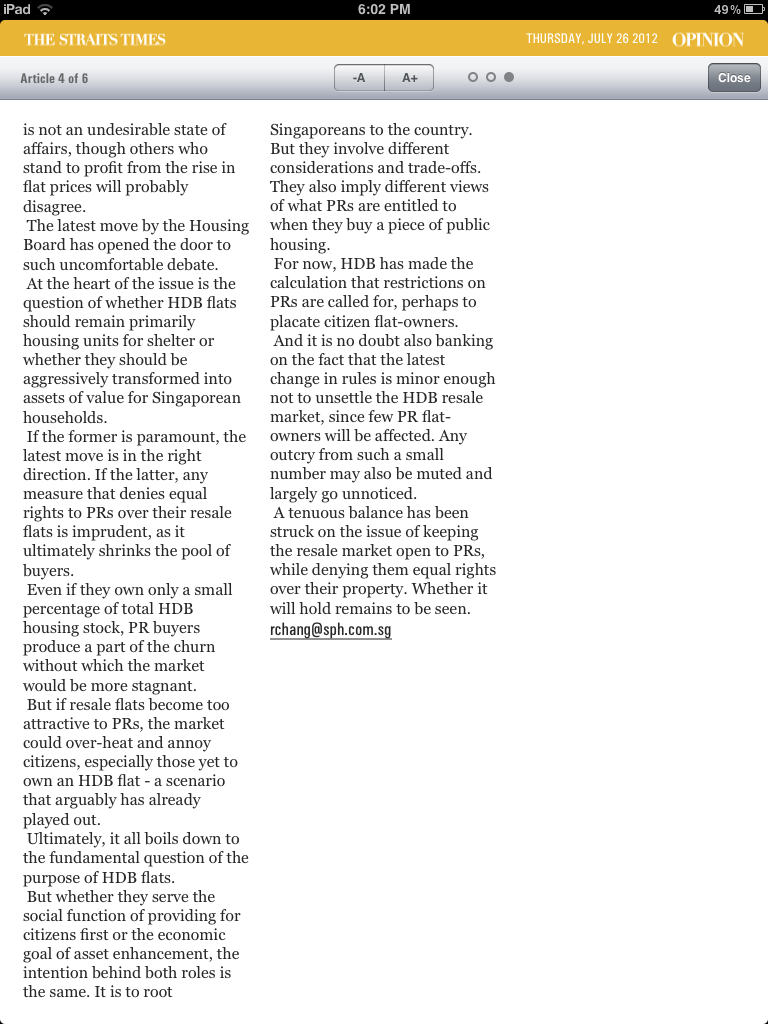 iPad
6:02 PM
49%
THE STRAITS TIMES
THURSDAY, JULY 26 2012
OPINION
Article 4 of 6
-A
A+
Close
is not an undesirable state of
affairs, though others who
stand to profit from the rise in
flat prices will probably
disagree.
The latest move by the Housing
Board has opened the door to
such uncomfortable debate.
At the heart of the issue is the
question of whether HDB flats
should remain primarily
housing units for shelter or
whether they should be
aggressively transformed into
assets of value for Singaporean
households.
If the former is paramount, the
latest move is in the right
direction. If the latter, any
measure that denies equal
rights to PRs over their resale
flats is imprudent, as it
ultimately shrinks the pool of
buyers.
Even if they own only a small
percentage of total HDB
housing stock, PR buyers
produce a part of the churn
without which the market
would be more stagnant.
But if resale flats become too
attractive to PRs, the market
could over-heat and annoy
citizens, especially those yet to
own an HDB flat - a scenario
that arguably has already
played out.
Ultimately, it all boils down to
the fundamental question of the
purpose of HDB flats.
But whether they serve the
social function of providing for
citizens first or the economic
goal of asset enhancement, the
intention behind both roles is
the same. It is to root
Singaporeans to the country.
But they involve different
considerations and trade-offs.
They also imply different views
of what PRs are entitled to
when they buy a piece of public
housing.
For now, HDB has made the
calculation that restrictions on
PRs are called for, perhaps to
placate citizen flat-owners.
And it is no doubt also banking
on the fact that the latest
change in rules is minor enough
not to unsettle the HDB resale
market, since few PR flat-
owners will be affected. Any
outcry from such a small
number may also be muted and
largely go unnoticed.
A tenuous balance has been
struck on the issue of keeping
the resale market open to PRs,
while denying them equal rights
over their property. Whether it
will hold remains to be seen.
rchang@sph.com.sg